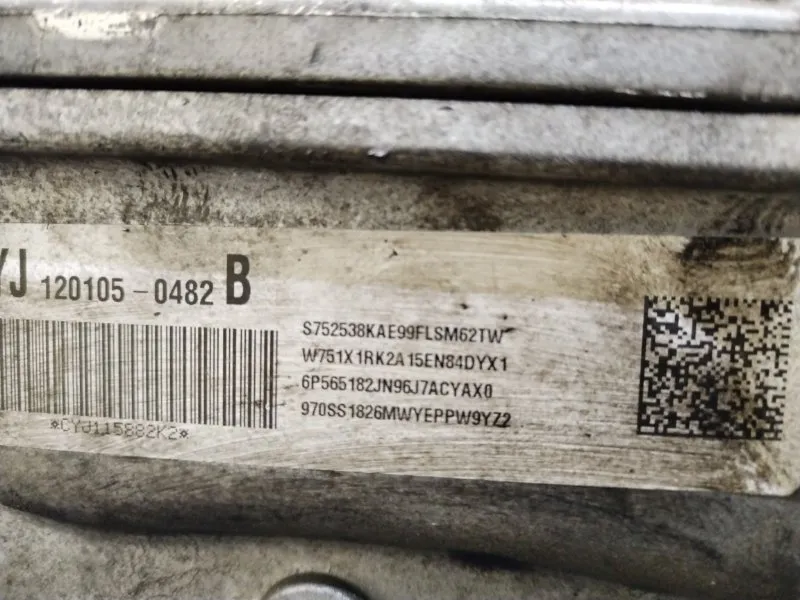 YJ 120105 - 0482 B
S752538KAE99FLSM62TW
W751X1RK2A15EN84DYX1
6P565182JN96J7ACYAX0
970SS1826MWYEPPW9YZ2
*CYJ115882K2*